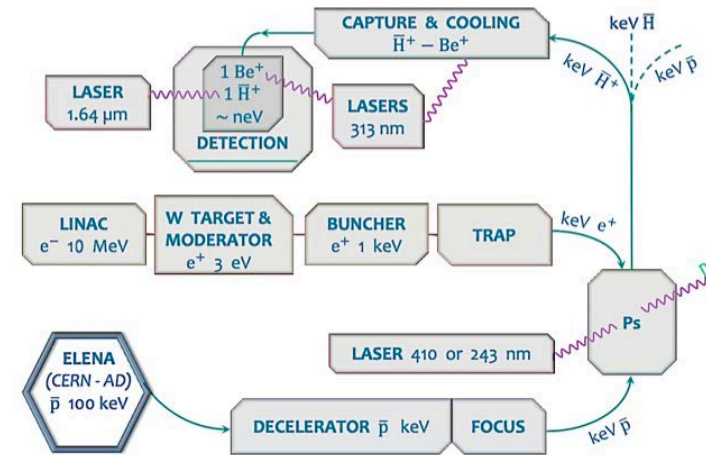 CAPTURE & COOLING
H̅⁺ – Be⁺
keV H̅
keV p̅
keV H̅⁺
LASER
1.64 µm
1 Be⁺
1 H̅⁺
~ neV
DETECTION
LASERS
313 nm
LINAC
e⁻ 10 MeV
W TARGET &
MODERATOR
e⁺ 3 eV
BUNCHER
e⁺ 1 keV
TRAP
keV e⁺
Ps
LASER 410 or 243 nm
ELENA
(CERN - AD)
p̅ 100 keV
DECELERATOR p̅ keV
FOCUS
keV p̅